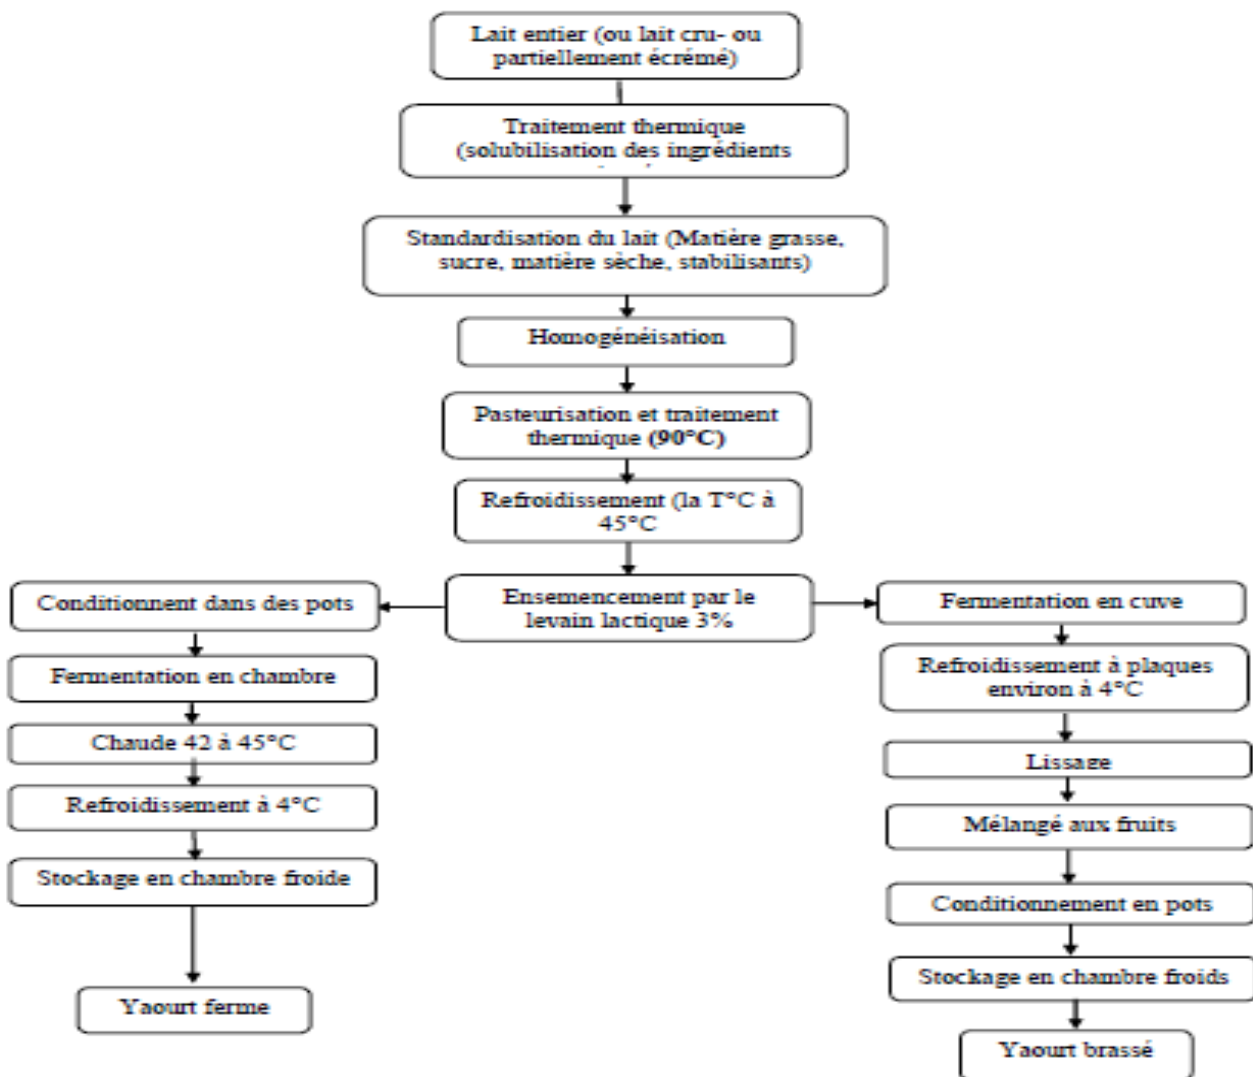 Lait entier (ou lait cru- ou
partiellement écrémé)
Traitement thermique
(solubilisation des ingrédients
Standardisation du lait (Matière grasse,
sucre, matière sèche, stabilisants)
Homogénéisation
Pasteurisation et traitement
thermique (90°C)
Refroidissement (la T°C à
45°C
Ensemencement par le
levain lactique 3%
Conditionnent dans des pots
Fermentation en chambre
Chaude 42 à 45°C
Refroidissement à 4°C
Stockage en chambre froide
Yaourt ferme
Fermentation en cuve
Refroidissement à plaques
environ à 4°C
Lissage
Mélangé aux fruits
Conditionnement en pots
Stockage en chambre froids
Yaourt brassé